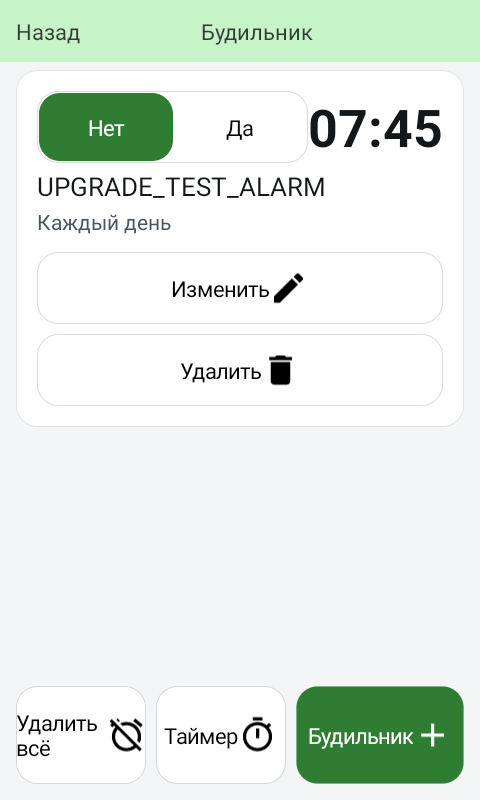 Назад
Будильник
Нет
Да
07:45
UPGRADE_TEST_ALARM
Каждый день
Изменить
Удалить
Удалить
всё
Таймер
Будильник